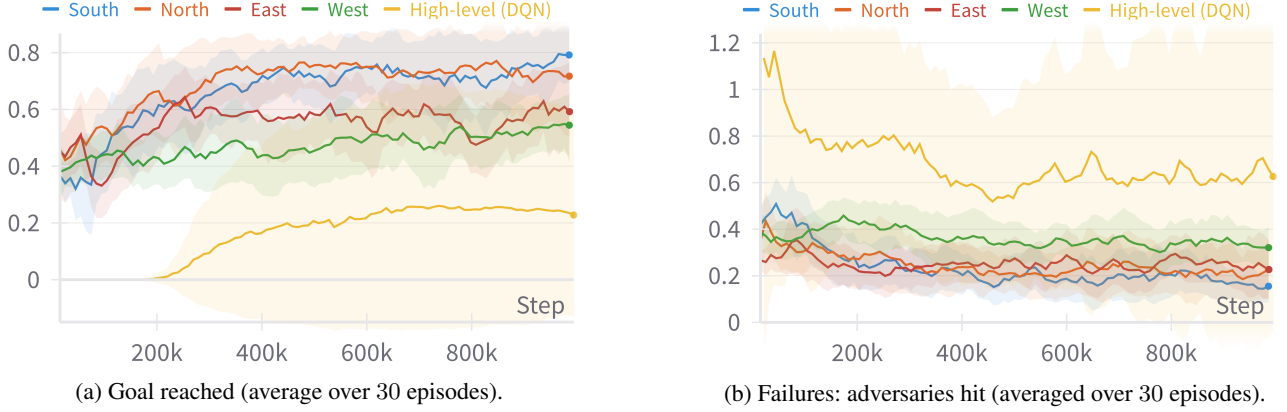 South North East West High-level (DQN)
0.8
0.6
0.4
0.2
0
Step
200k 400k 600k 800k
(a) Goal reached (average over 30 episodes).
South North East West High-level (DQN)
1.2
1
0.8
0.6
0.4
0.2
0
Step
200k 400k 600k 800k
(b) Failures: adversaries hit (averaged over 30 episodes).